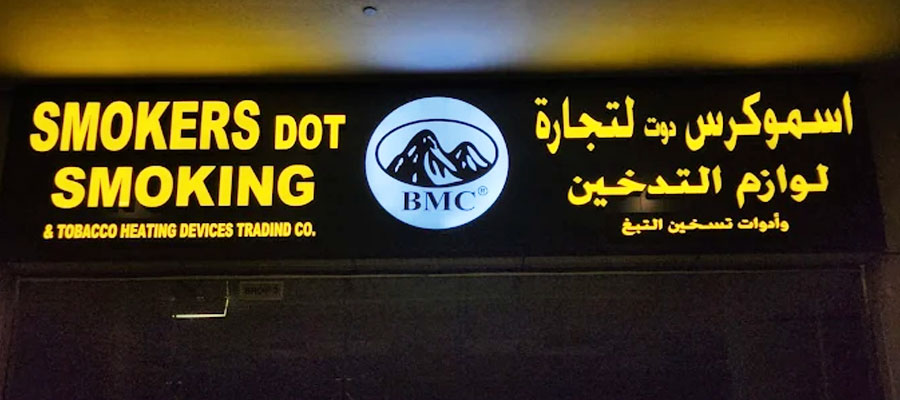 SMOKERS DOT
SMOKING
& TOBACCO HEATING DEVICES TRADIND CO.
BMC®
اسموكرس دوت لتجارة
لوازم التدخين
وأدوات تسخين التبغ